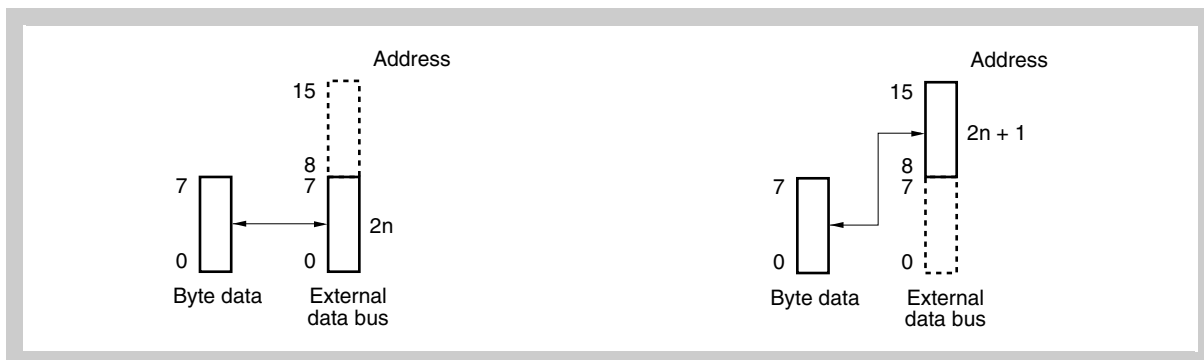 Address
15
8
7
7
2n
0
0
Byte data
External
data bus
Address
15
2n + 1
8
7
7
0
0
Byte data
External
data bus